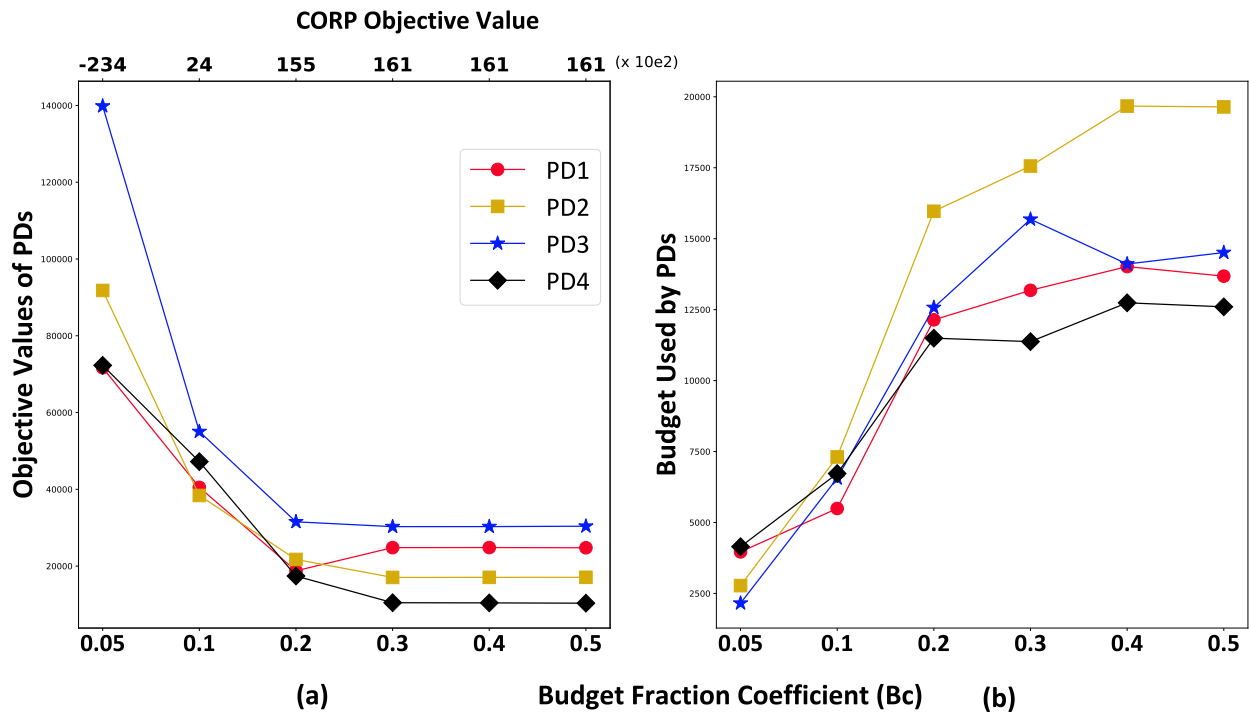 CORP Objective Value
-234 24 155 161 161 161 (x 10e2)
Objective Values of PDs
140000
120000
100000
80000
60000
40000
20000
PD1
PD2
PD3
PD4
0.05 0.1 0.2 0.3 0.4 0.5
(a)
Budget Used by PDs
20000
17500
15000
12500
10000
7500
5000
2500
0.05 0.1 0.2 0.3 0.4 0.5
Budget Fraction Coefficient (Bc)
(b)